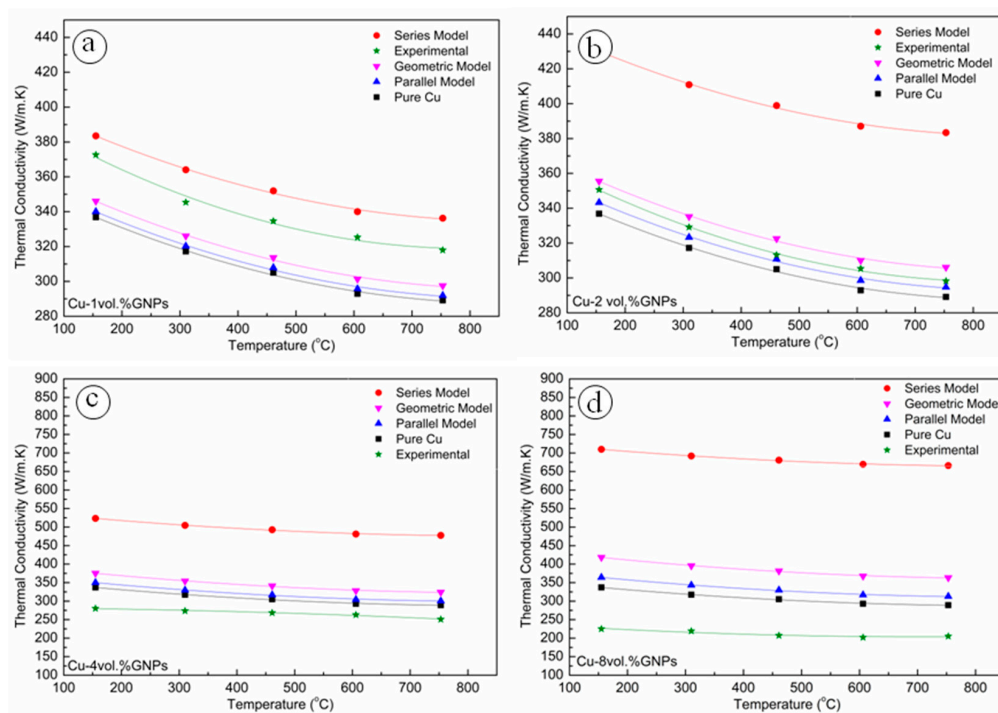 a
Series Model
Experimental
Geometric Model
Parallel Model
Pure Cu
440
420
400
380
360
340
320
300
280
Thermal Conductivity (W/m.K)
Cu-1vol.%GNPs
100 200 300 400 500 600 700 800
Temperature (°C)
b
Series Model
Experimental
Geometric Model
Parallel Model
Pure Cu
440
420
400
380
360
340
320
300
280
Thermal Conductivity (W/m.K)
Cu-2 vol.%GNPs
100 200 300 400 500 600 700 800
Temperature (°C)
c
Series Model
Geometric Model
Parallel Model
Pure Cu
Experimental
900
850
800
750
700
650
600
550
500
450
400
350
300
250
200
150
100
Thermal Conductivity (W/m.K)
Cu-4vol.%GNPs
100 200 300 400 500 600 700 800
Temperature (°C)
d
Series Model
Geometric Model
Parallel Model
Pure Cu
Experimental
900
850
800
750
700
650
600
550
500
450
400
350
300
250
200
150
100
Thermal Conductivity (W/m.K)
Cu-8vol.%GNPs
100 200 300 400 500 600 700 800
Temperature (°C)